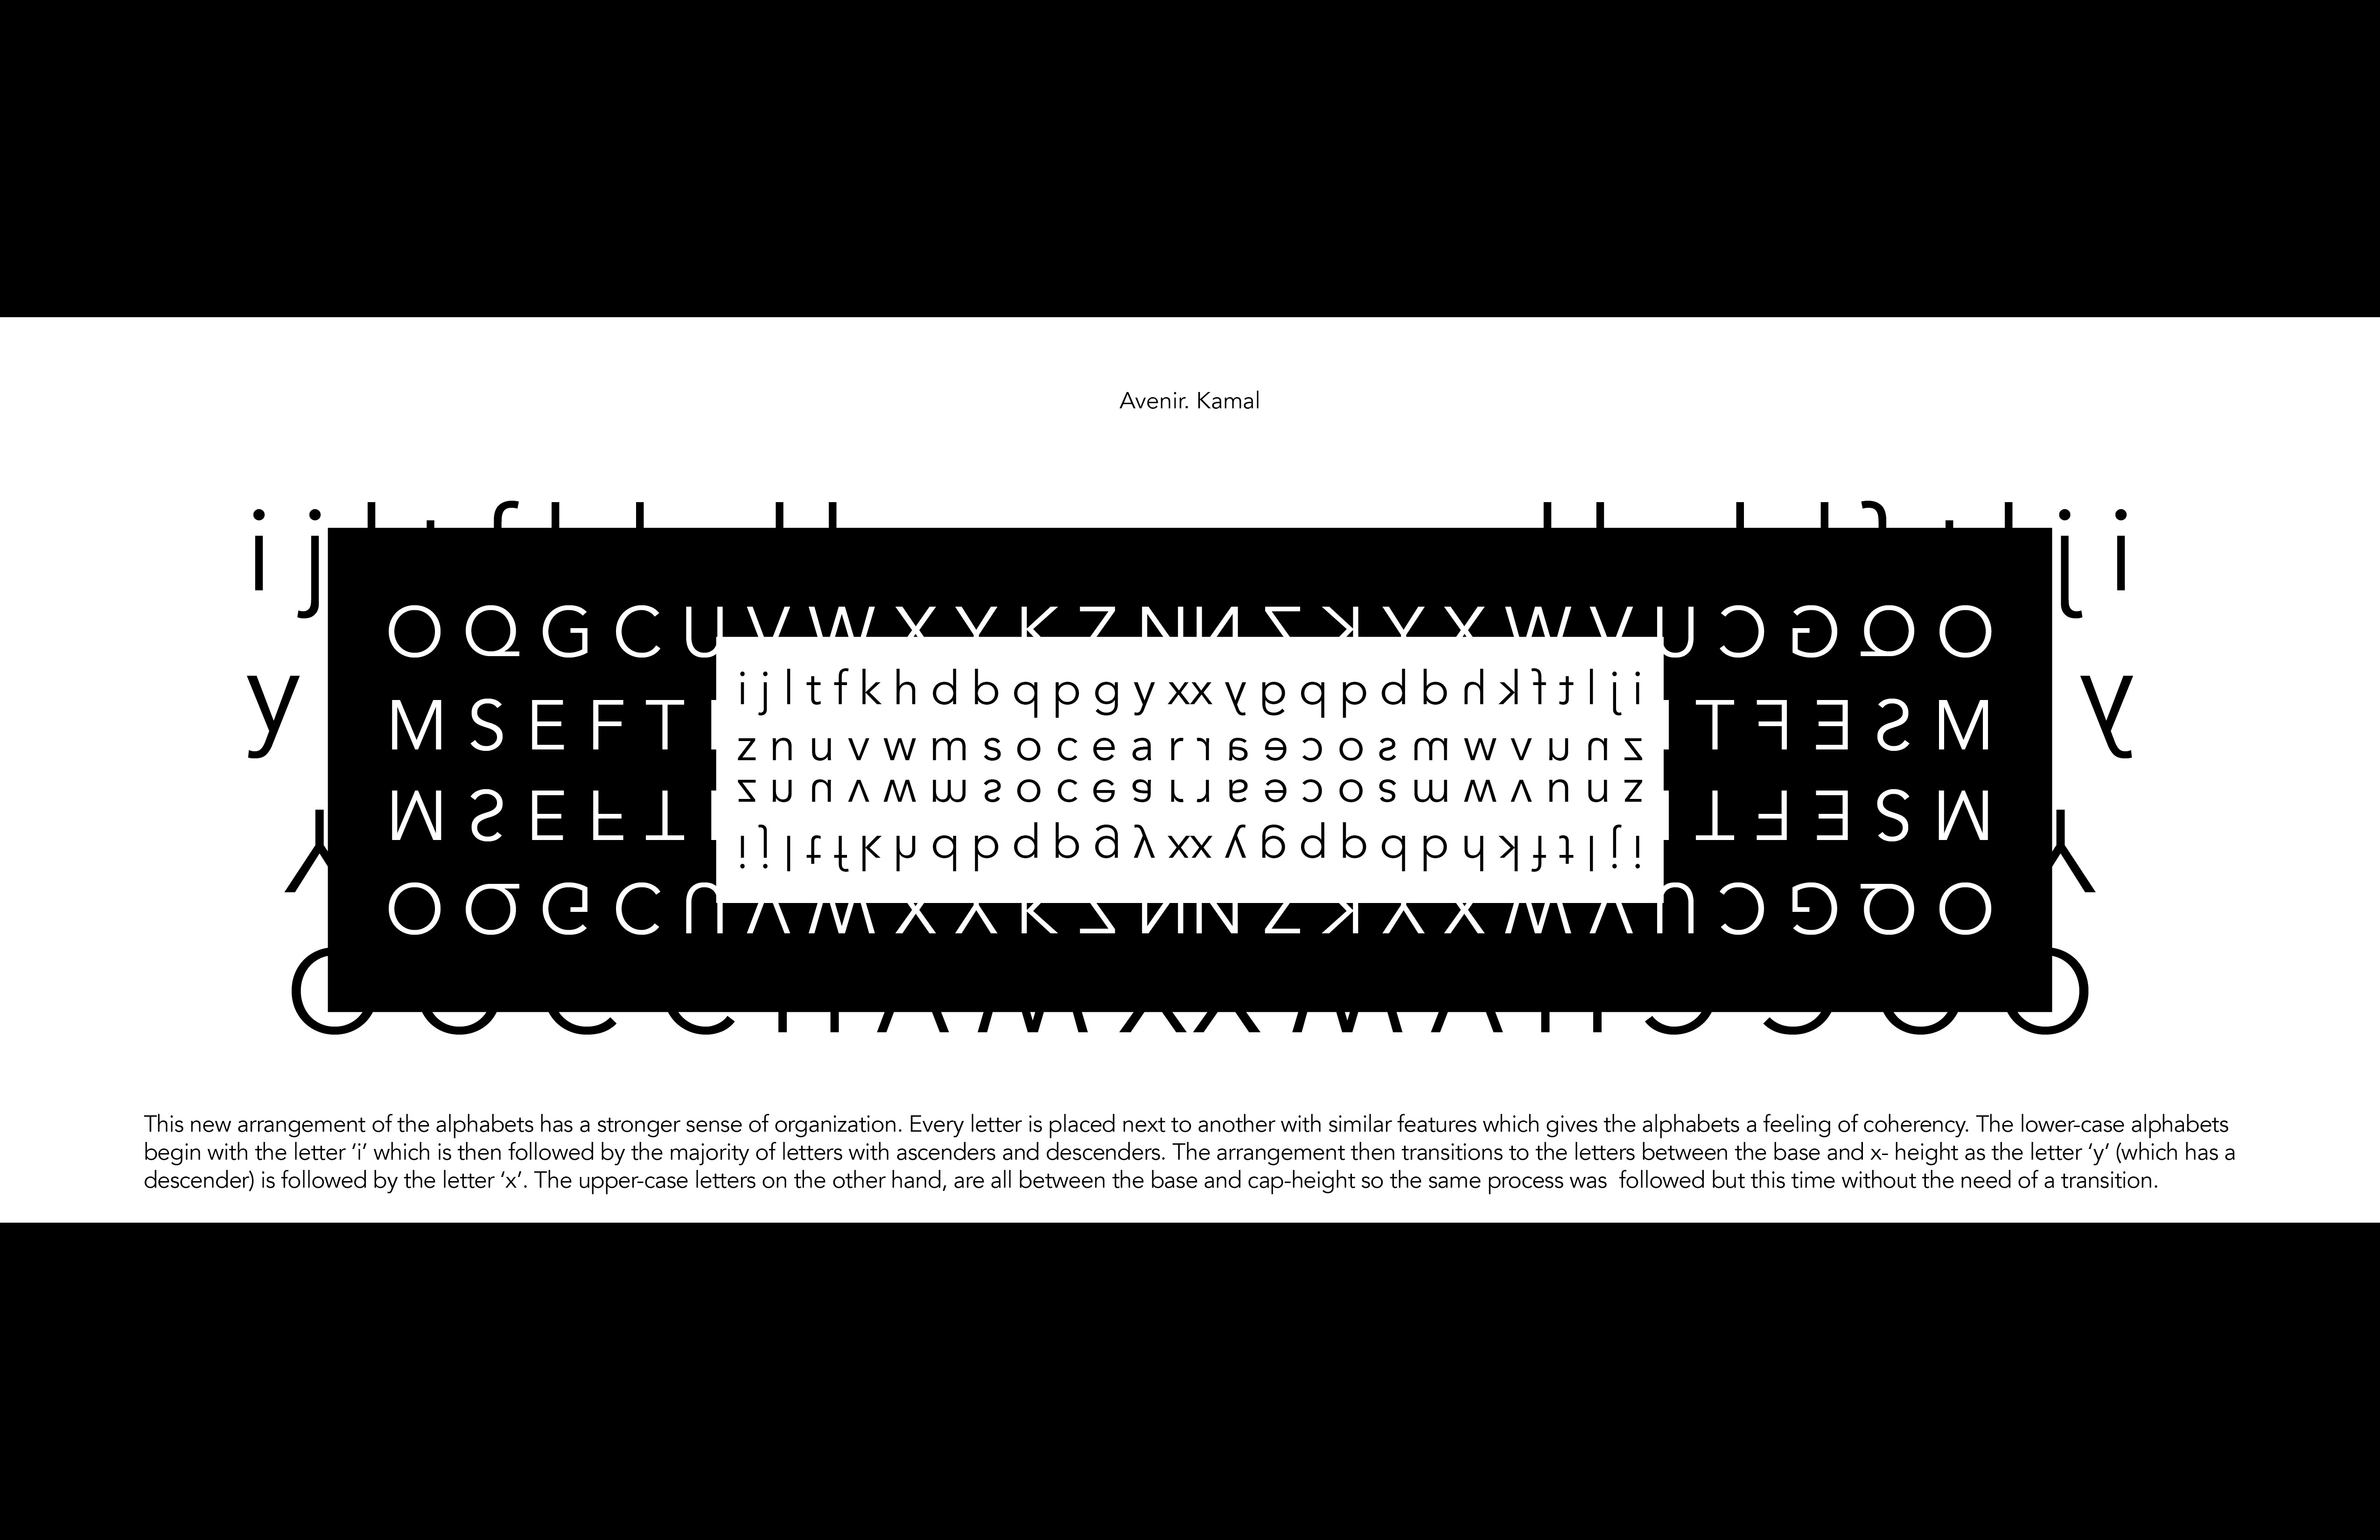 Avenir. Kamal
i j
j i
O Q G C U V W X Y K Z N N Z K Y X W V U C G Q O
i j l t f k h d b q p g y x x y g q p d b h k f t l j i
y
M S E F T
T F E S M
y
z n u v w m s o c e a r r a e c o s m w v u n z
z n u v w m s o c e a r r a e c o s m w v u n z
M S E F T
T F E S M
i j l t f k h d b q p g y x x y g q p d b h k f t l j i
O Q G C U V W X Y K Z N N Z K Y X W V U C G Q O
This new arrangement of the alphabets has a stronger sense of organization. Every letter is placed next to another with similar features which gives the alphabets a feeling of coherency. The lower-case alphabets
begin with the letter ‘i’ which is then followed by the majority of letters with ascenders and descenders. The arrangement then transitions to the letters between the base and x- height as the letter ‘y’ (which has a
descender) is followed by the letter ‘x’. The upper-case letters on the other hand, are all between the base and cap-height so the same process was  followed but this time without the need of a transition.